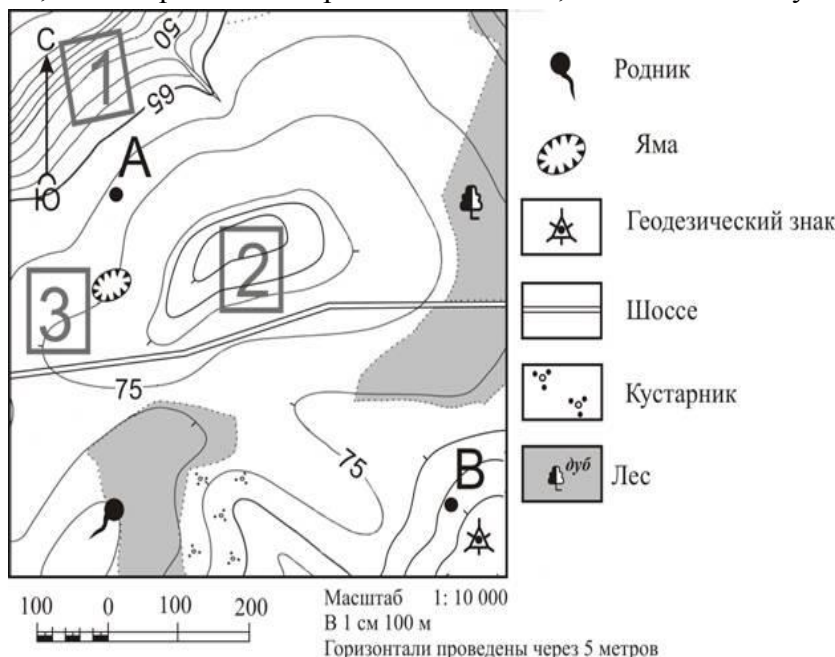 С
1
50
65
Ю
А
2
3
75
75
В
Родник
Яма
Геодезический знак
Шоссе
Кустарник
дуб Лес
100 0 100 200
Масштаб 1: 10 000
В 1 см 100 м
Горизонтали проведены через 5 метров